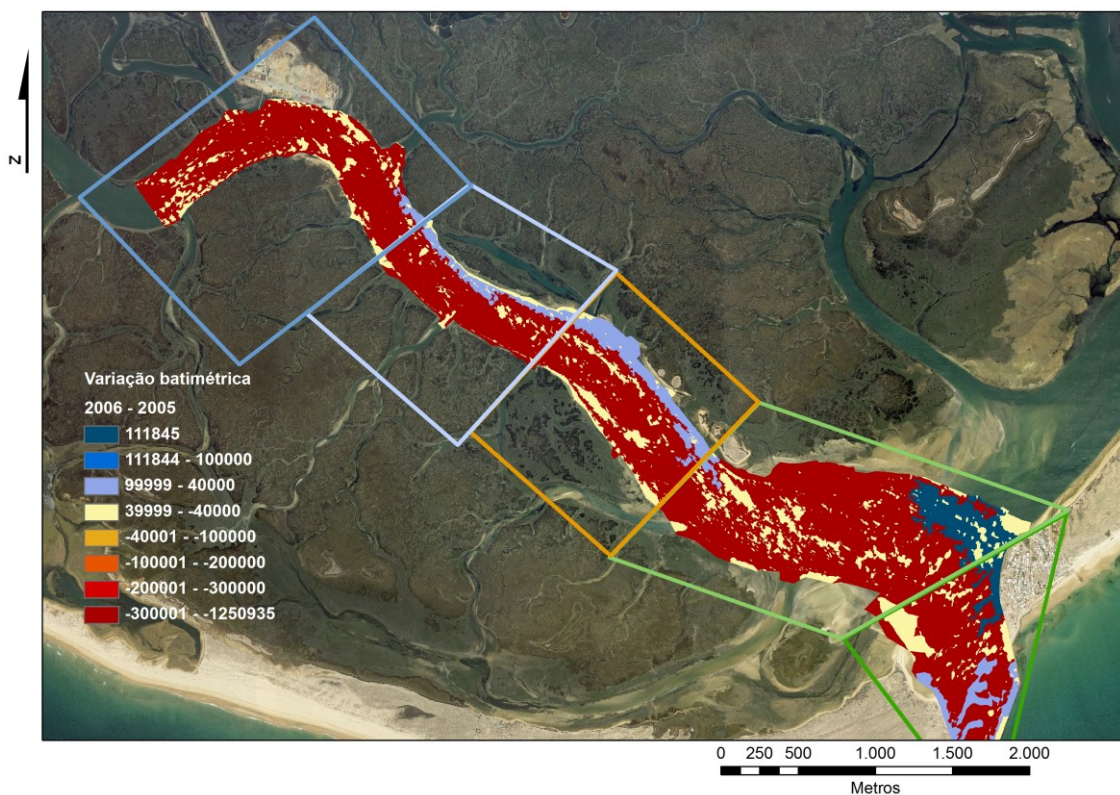 N
Variação batimétrica
2006 - 2005
111845
111844 - 100000
99999 - 40000
39999 - -40000
-40001 - -100000
-100001 - -200000
-200001 - -300000
-300001 - -1250935
0 250 500 1.000 1.500 2.000
Metros